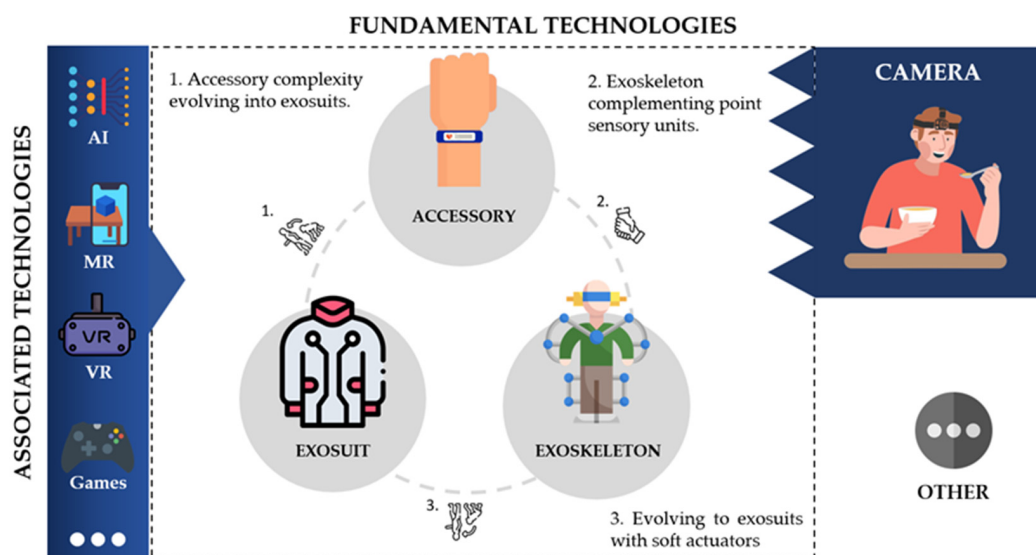 FUNDAMENTAL TECHNOLOGIES
ASSOCIATED TECHNOLOGIES
AI
MR
VR
VR
Games
1. Accessory complexity
evolving into exosuits.
2. Exoskeleton
complementing point
sensory units.
ACCESSORY
1.
2.
EXOSUIT
EXOSKELETON
3.
3. Evolving to exosuits
with soft actuators
CAMERA
OTHER